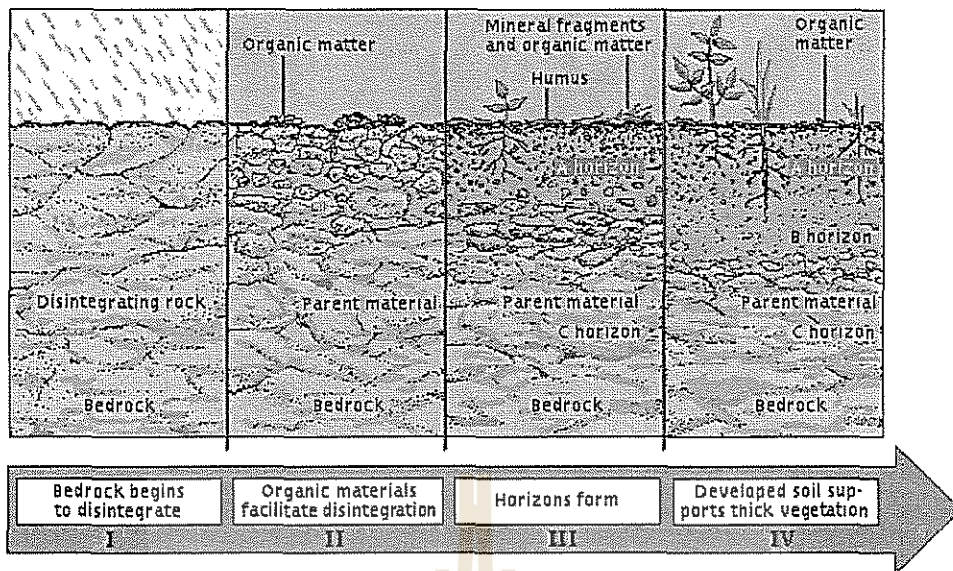 Organic matter
Mineral fragments
and organic matter
Humus
Organic
matter
A horizon
A horizon
B horizon
Disintegrating rock
Parent material
Parent material
C horizon
Parent material
C horizon
Bedrock
Bedrock
Bedrock
Bedrock
Bedrock begins
to disintegrate
I
Organic materials
facilitate disintegration
II
Horizons form
III
Developed soil sup-
ports thick vegetation
IV